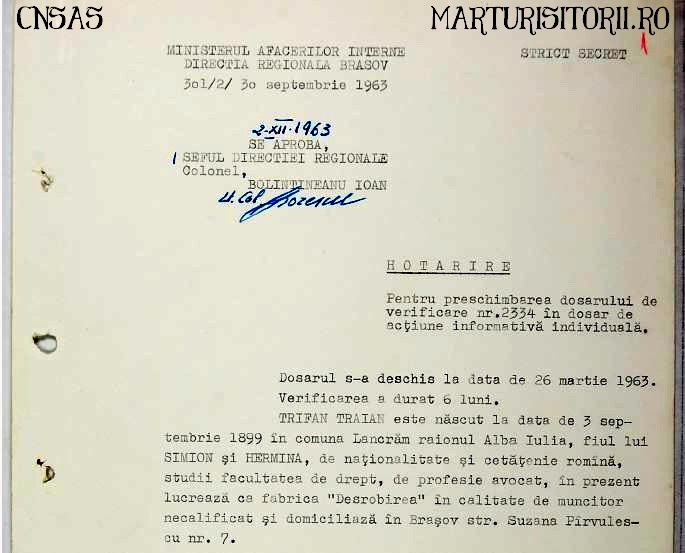 CNSAS
MARTURISITORII.RO
1
MINISTERUL AFACERILOR INTERNE
DIRECTIA REGIONALA BRASOV
STRICT SECRET
3o1/2/ 3o septembrie 1963
2-XII-1963
SE APROBA,
SEFUL DIRECTIEI REGIONALE
Colonel,
BOLINTINEANU IOAN
H O T A R I R E
Pentru preschimbarea dosarului de
verificare nr.2334 în dosar de
acţiune informativă individuală.
Dosarul s-a deschis la data de 26 martie 1963.
Verificarea a durat 6 luni.
TRIFAN TRAIAN este născut la data de 3 sep-
tembrie 1899 în comuna Lancrăm raionul Alba Iulia, fiul lui
SIMION şi HERMINA, de naţionalitate şi cetăţenie romînă,
studii facultatea de drept, de profesie avocat, în prezent
lucrează ca fabrica "Desrobirea" în calitate de muncitor
necalificat şi domiciliază în Braşov str. Suzana Pîrvules-
cu nr. 7.